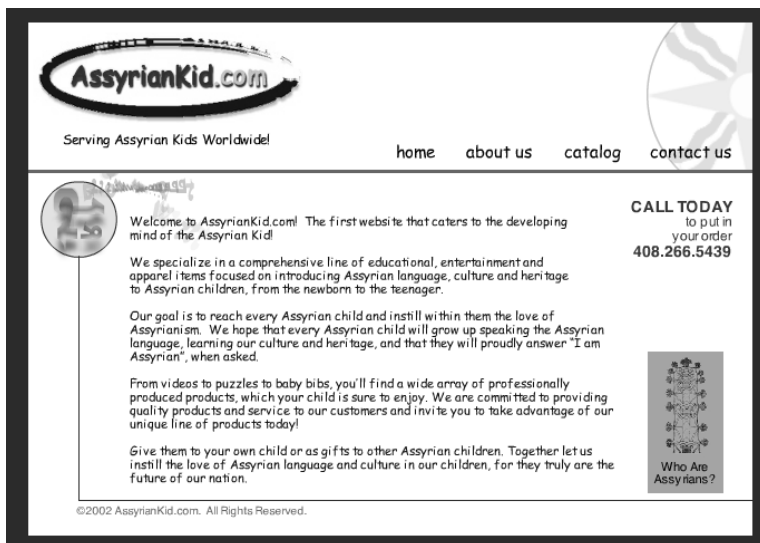 AssyrianKid.com
Serving Assyrian Kids Worldwide!
home about us catalog contact us
Welcome to AssyrianKid.com! The first website that caters to the developing
mind of the Assyrian Kid!
We specialize in a comprehensive line of educational, entertainment and
apparel items focused on introducing Assyrian language, culture and heritage
to Assyrian children, from the newborn to the teenager.
Our goal is to reach every Assyrian child and instill within them the love of
Assyrianism. We hope that every Assyrian child will grow up speaking the Assyrian
language, learning our culture and heritage, and that they will proudly answer "I am
Assyrian", when asked.
From videos to puzzles to baby bibs, you'll find a wide array of professionally
produced products, which your child is sure to enjoy. We are committed to providing
quality products and service to our customers and invite you to take advantage of our
unique line of products today!
Give them to your own child or as gifts to other Assyrian children. Together let us
instill the love of Assyrian language and culture in our children, for they truly are the
future of our nation.
CALL TODAY
to put in
your order
408.266.5439
Who Are
Assyrians?
©2002 AssyrianKid.com. All Rights Reserved.